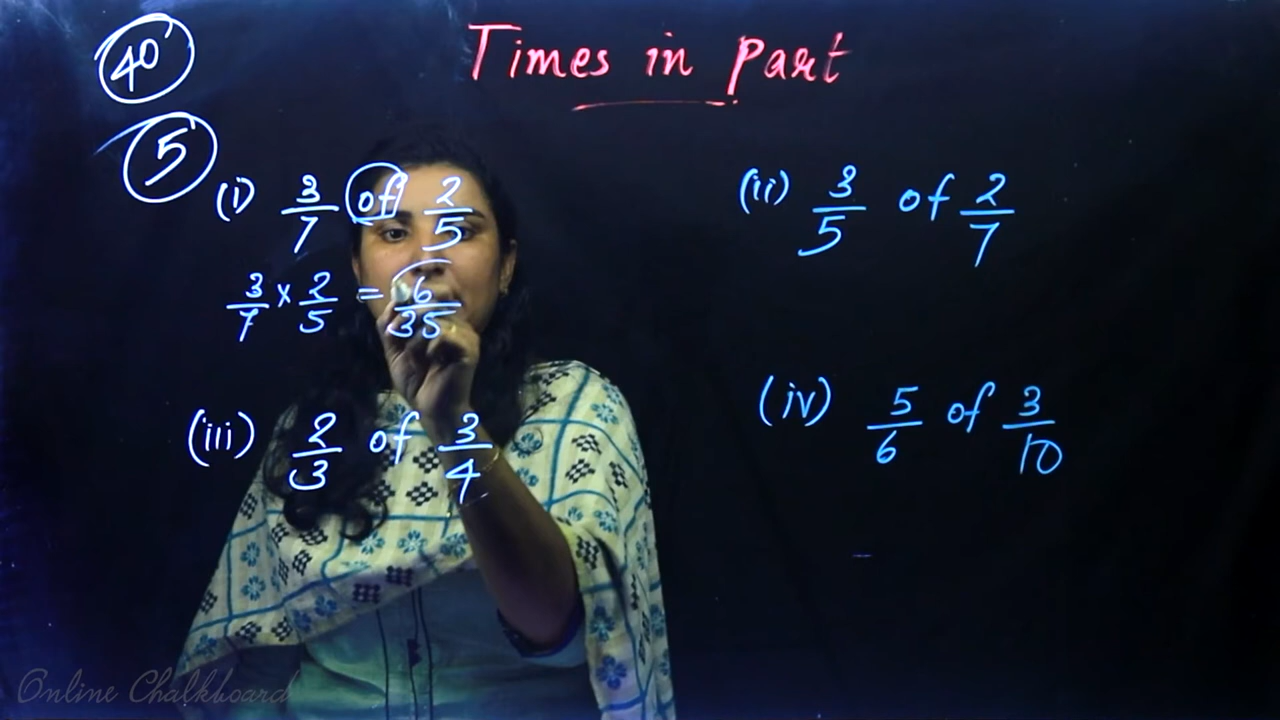 Times in part
40
5
(i) 3/7 of 2/5
3/7 × 2/5 = 6/35
(ii) 3/5 of 2/7
(iii) 2/3 of 3/4
(iv) 5/6 of 3/10
Online Chalkboard